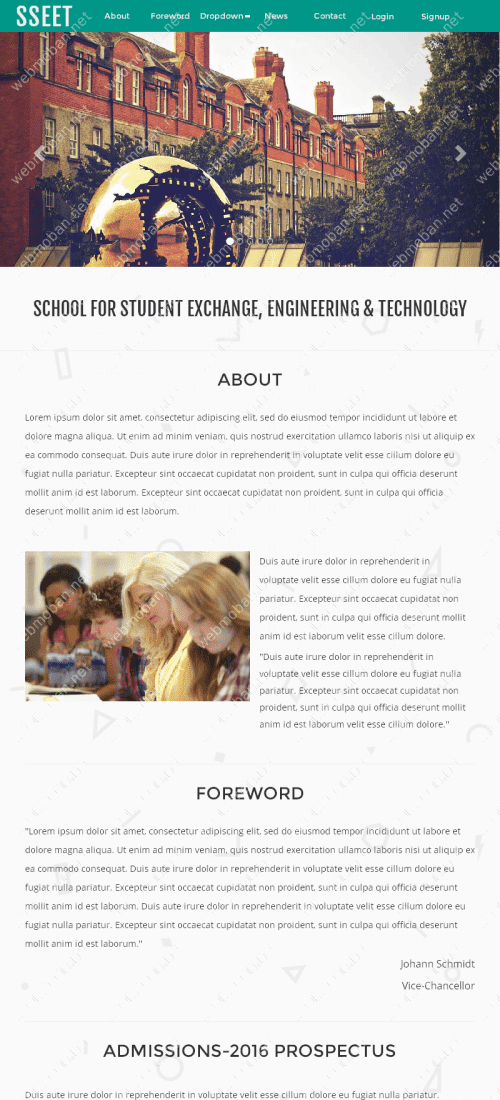 SSEET
About Foreword Dropdown News Contact Login Signup
SCHOOL FOR STUDENT EXCHANGE, ENGINEERING & TECHNOLOGY
ABOUT
Lorem ipsum dolor sit amet, consectetur adipiscing elit, sed do eiusmod tempor incididunt ut labore et
dolore magna aliqua. Ut enim ad minim veniam, quis nostrud exercitation ullamco laboris nisi ut aliquip ex
ea commodo consequat. Duis aute irure dolor in reprehenderit in voluptate velit esse cillum dolore eu
fugiat nulla pariatur. Excepteur sint occaecat cupidatat non proident, sunt in culpa qui officia deserunt
mollit anim id est laborum. Excepteur sint occaecat cupidatat non proident, sunt in culpa qui officia
deserunt mollit anim id est laborum.
Duis aute irure dolor in reprehenderit in
voluptate velit esse cillum dolore eu fugiat nulla
pariatur. Excepteur sint occaecat cupidatat non
proident, sunt in culpa qui officia deserunt mollit
anim id est laborum velit esse cillum dolore.
"Duis aute irure dolor in reprehenderit in
voluptate velit esse cillum dolore eu fugiat nulla
pariatur. Excepteur sint occaecat cupidatat non
proident, sunt in culpa qui officia deserunt mollit
anim id est laborum velit esse cillum dolore."
FOREWORD
"Lorem ipsum dolor sit amet, consectetur adipiscing elit, sed do eiusmod tempor incididunt ut labore et
dolore magna aliqua. Ut enim ad minim veniam, quis nostrud exercitation ullamco laboris nisi ut aliquip ex
ea commodo consequat. Duis aute irure dolor in reprehenderit in voluptate velit esse cillum dolore eu
fugiat nulla pariatur. Excepteur sint occaecat cupidatat non proident, sunt in culpa qui officia deserunt
mollit anim id est laborum. Duis aute irure dolor in reprehenderit in voluptate velit esse cillum dolore eu
fugiat nulla pariatur. Excepteur sint occaecat cupidatat non proident, sunt in culpa qui officia deserunt
mollit anim id est laborum."
Johann Schmidt
Vice-Chancellor
ADMISSIONS-2016 PROSPECTUS
Duis aute irure dolor in reprehenderit in voluptate velit esse cillum dolore eu fugiat nulla pariatur.
webmoban.net